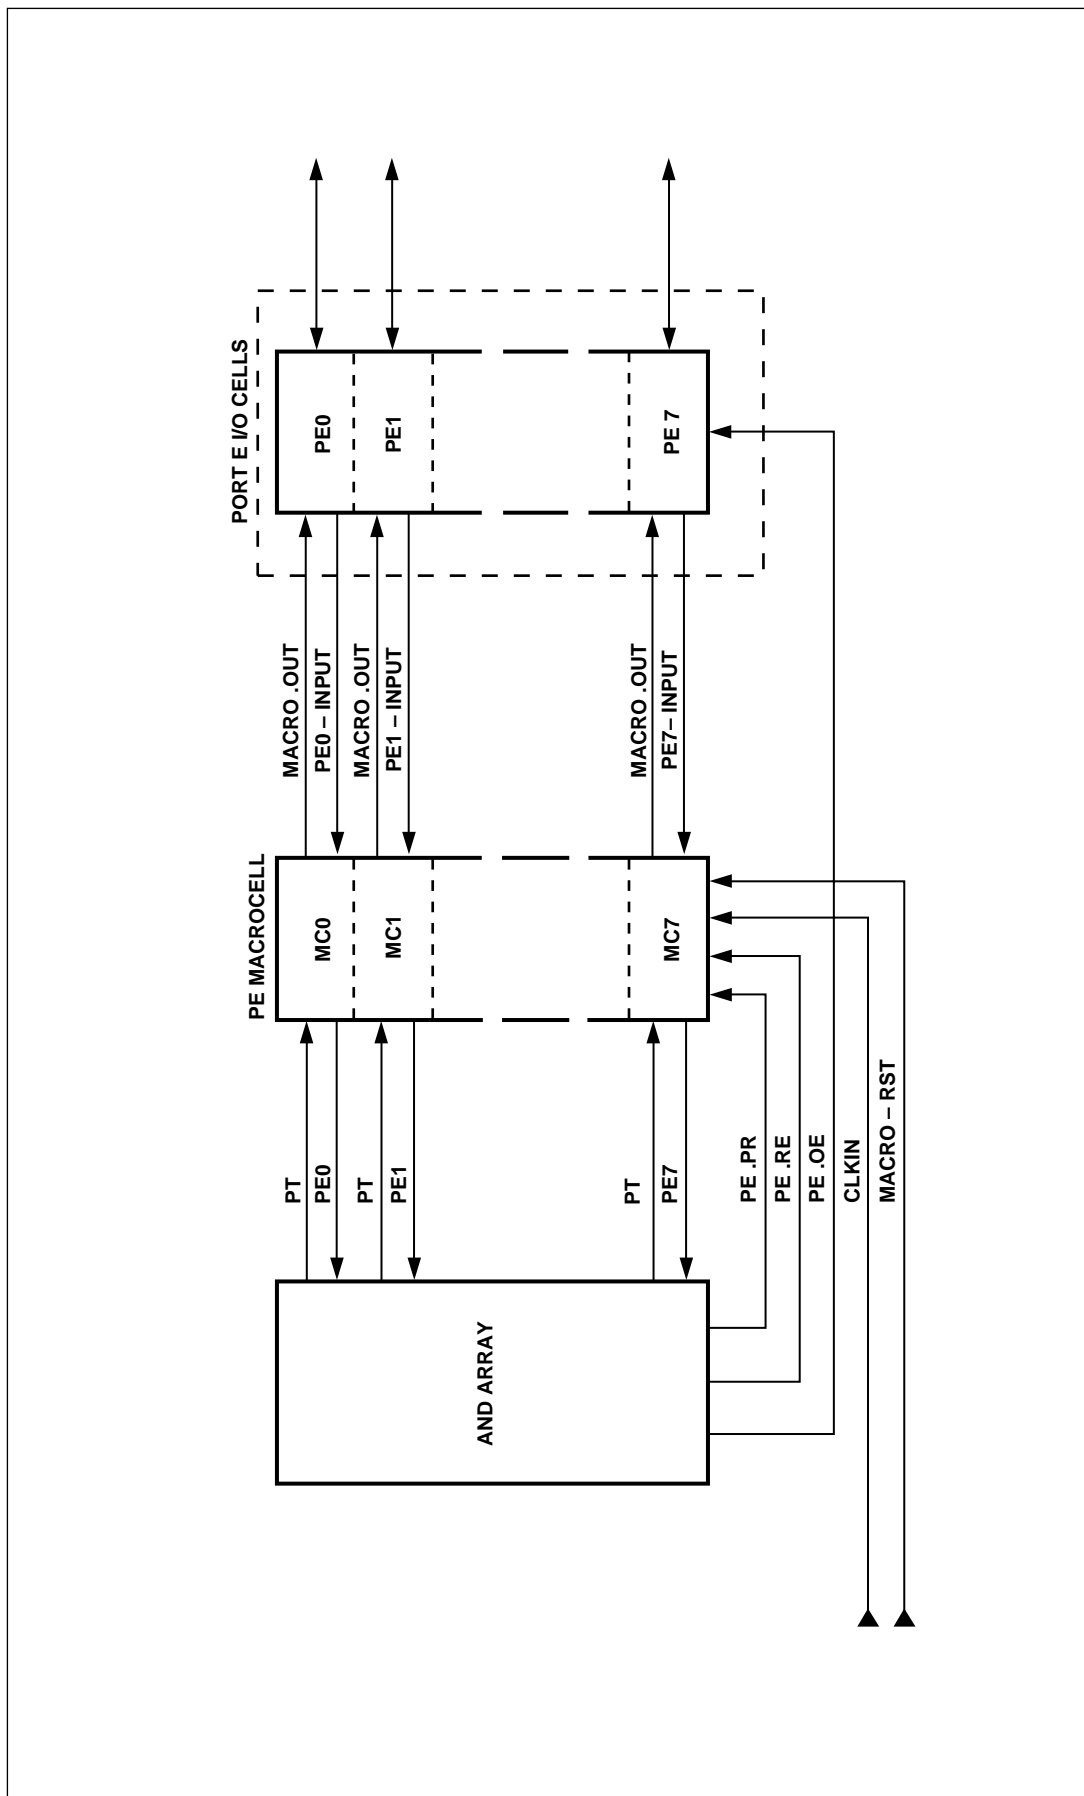 PORT E I/O CELLS
PE0
PE1
PE 7
MACRO .OUT
PE0 – INPUT
MACRO .OUT
PE1 – INPUT
MACRO .OUT
PE7– INPUT
PE MACROCELL
MC0
MC1
MC7
PT
PE0
PT
PE1
PT
PE7
PE .PR
PE .RE
PE .OE
CLKIN
MACRO – RST
AND ARRAY